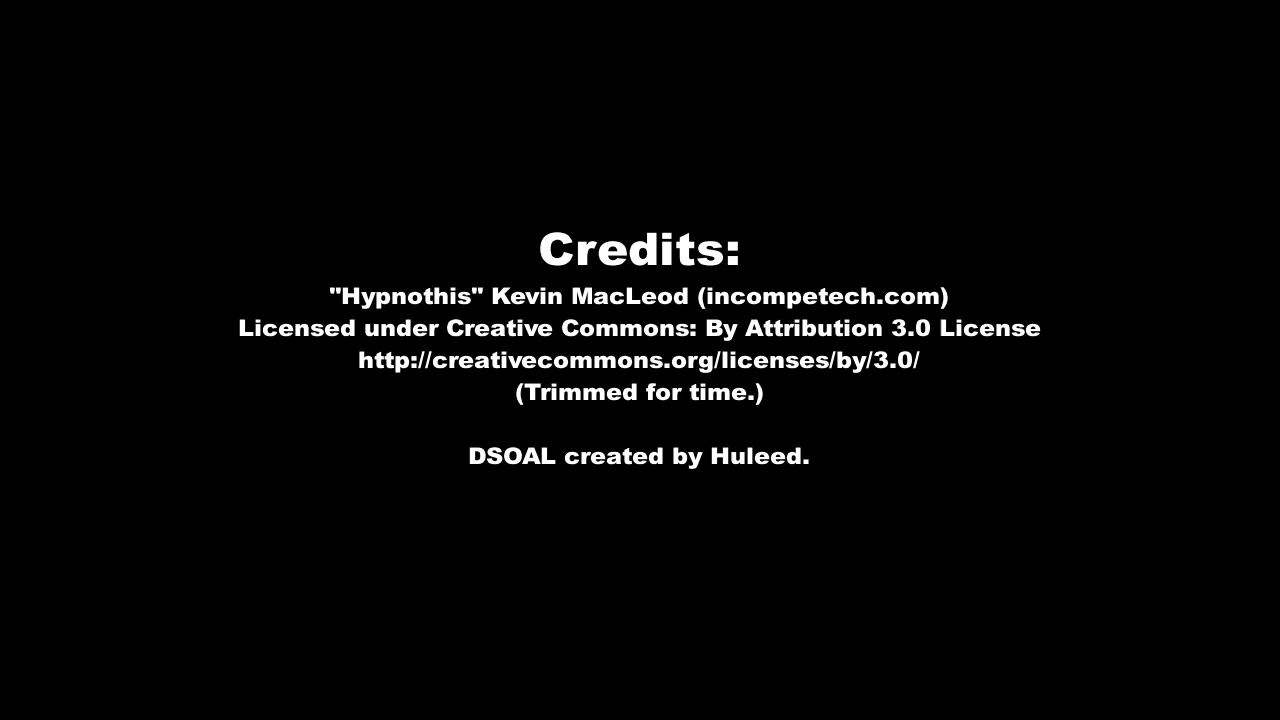 Credits:
"Hypnothis" Kevin MacLeod (incompetech.com)
Licensed under Creative Commons: By Attribution 3.0 License
http://creativecommons.org/licenses/by/3.0/
(Trimmed for time.)
DSOAL created by Huleed.